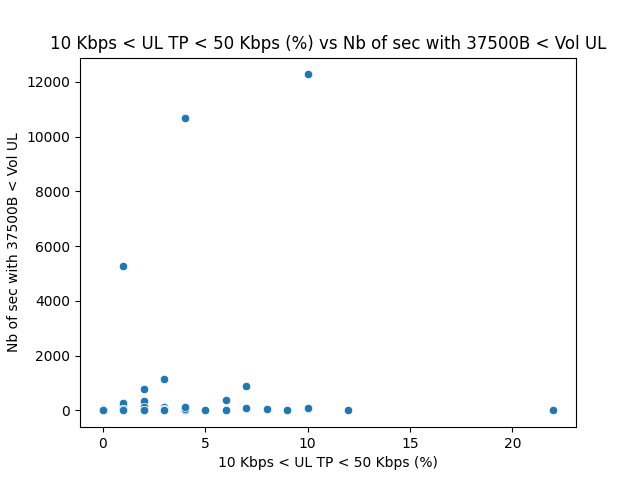 10 Kbps < UL TP < 50 Kbps (%) vs Nb of sec with 37500B < Vol UL
12000
10000
8000
6000
4000
2000
0
Nb of sec with 37500B < Vol UL
0 5 10 15 20
10 Kbps < UL TP < 50 Kbps (%)